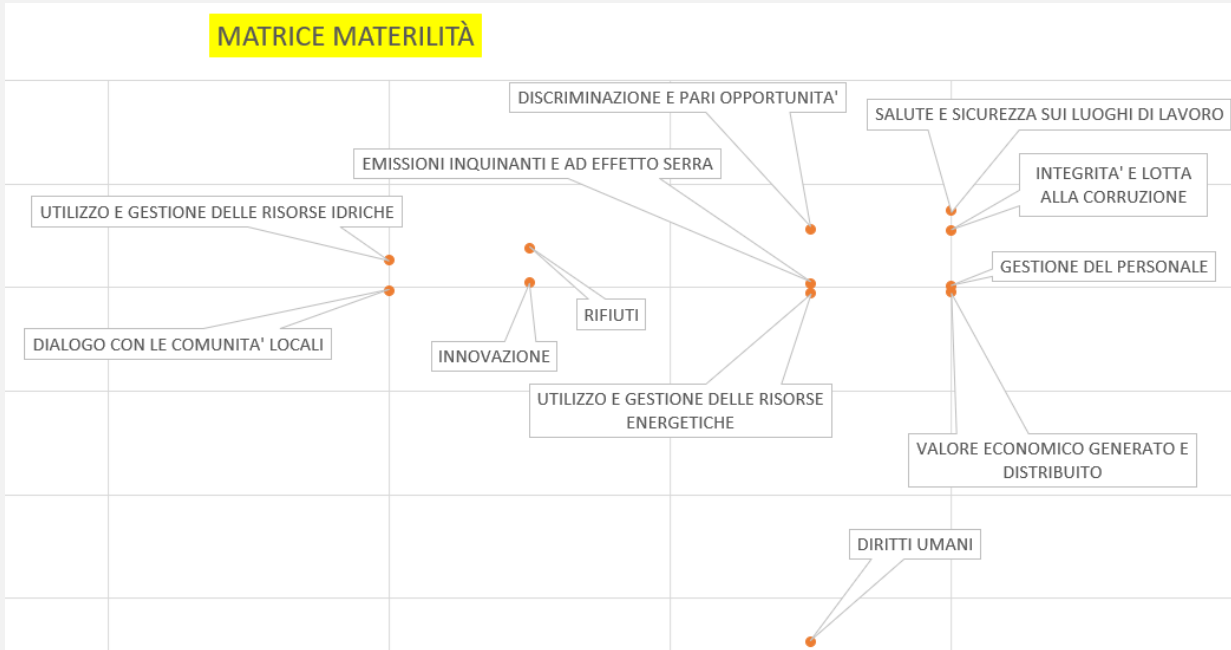 MATRICE MATERILITÀ
DISCRIMINAZIONE E PARI OPPORTUNITA'
SALUTE E SICUREZZA SUI LUOGHI DI LAVORO
EMISSIONI INQUINANTI E AD EFFETTO SERRA
INTEGRITA' E LOTTA
ALLA CORRUZIONE
UTILIZZO E GESTIONE DELLE RISORSE IDRICHE
GESTIONE DEL PERSONALE
RIFIUTI
DIALOGO CON LE COMUNITA' LOCALI
INNOVAZIONE
UTILIZZO E GESTIONE DELLE RISORSE
ENERGETICHE
VALORE ECONOMICO GENERATO E
DISTRIBUITO
DIRITTI UMANI